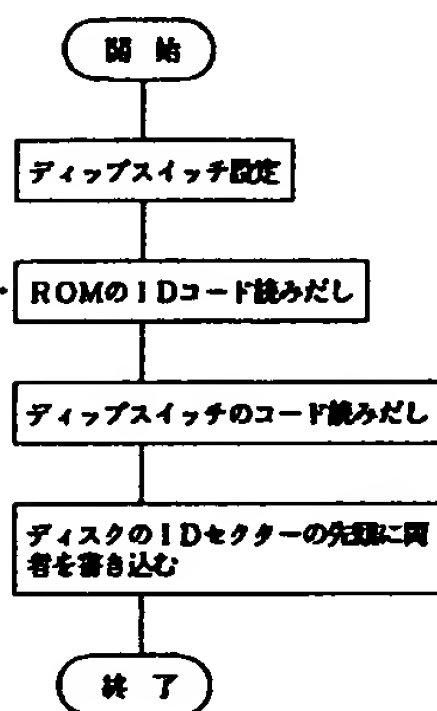 開 始
ディップスイッチ設定
ROMのIDコード読みだし
ディップスイッチのコード読みだし
ディスクのIDセクターの先頭に両
者を書き込む
終 了